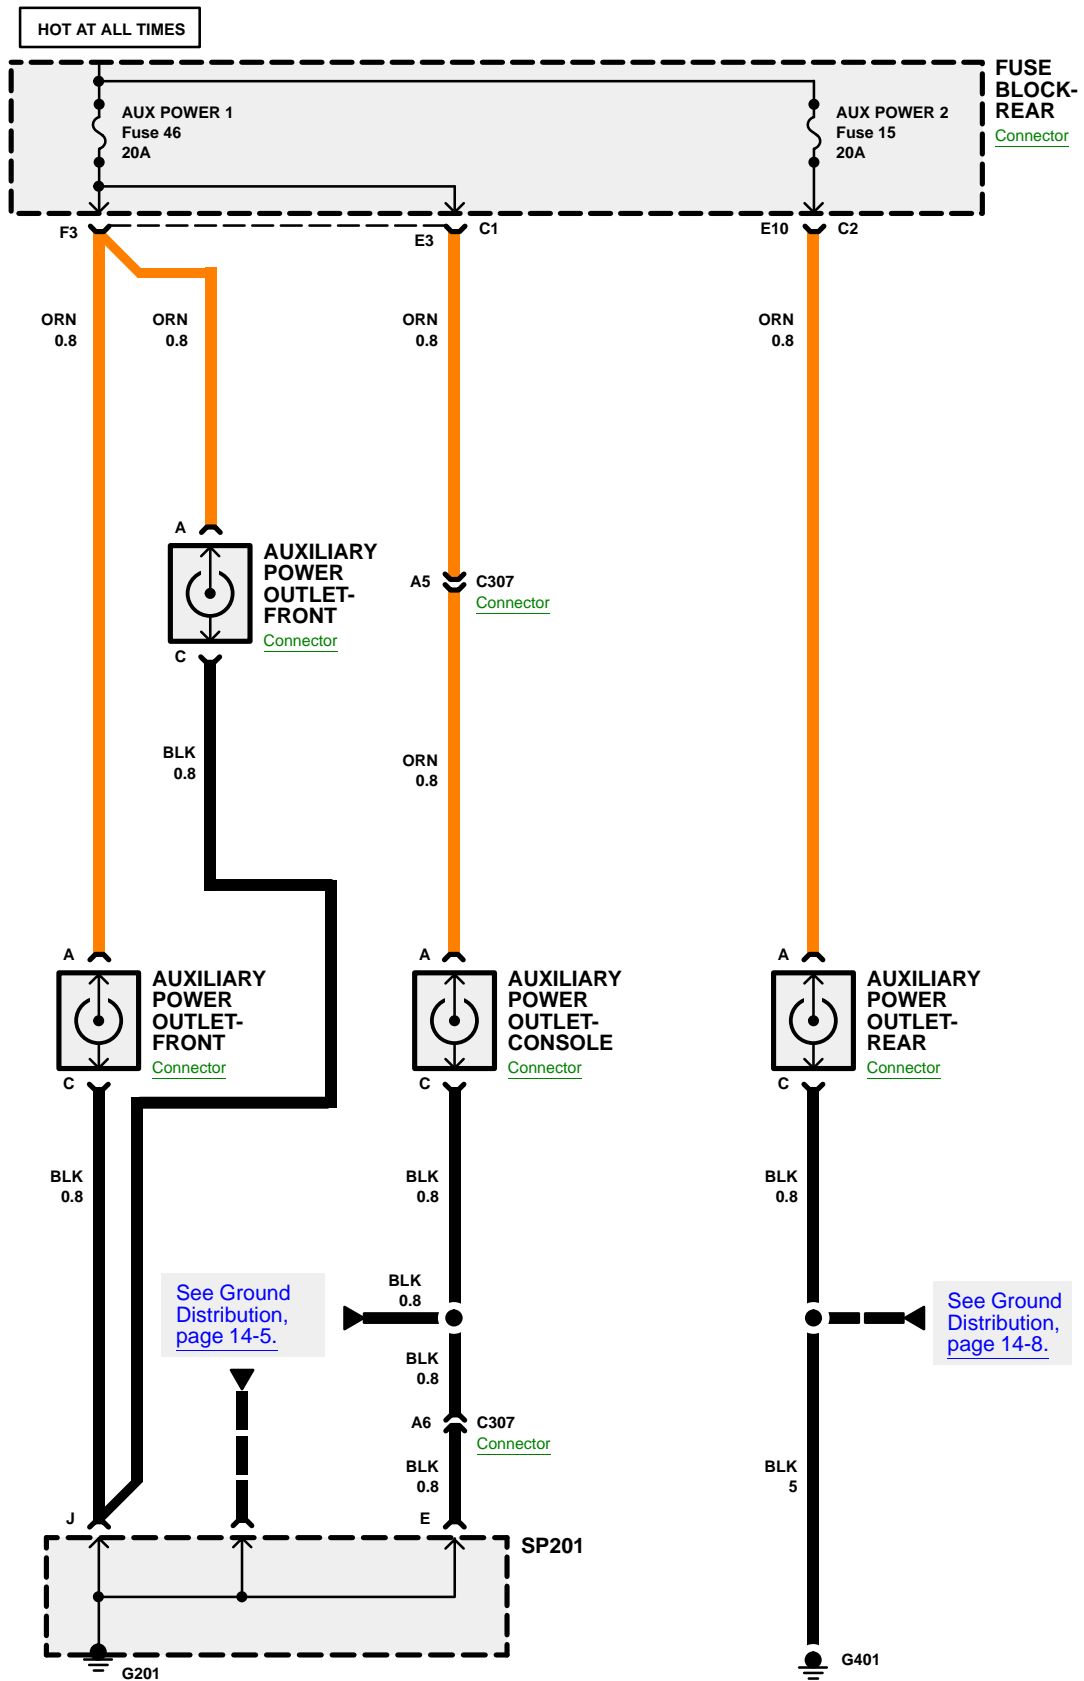 HOT AT ALL TIMES
FUSE
BLOCK-
REAR
Connector
AUX POWER 1
Fuse 46
20A
AUX POWER 2
Fuse 15
20A
F3
E3
C1
E10
C2
ORN
0.8
ORN
0.8
ORN
0.8
ORN
0.8
A
AUXILIARY
POWER
OUTLET-
FRONT
Connector
C
A5
C307
Connector
BLK
0.8
ORN
0.8
A
AUXILIARY
POWER
OUTLET-
FRONT
Connector
C
A
AUXILIARY
POWER
OUTLET-
CONSOLE
Connector
C
A
AUXILIARY
POWER
OUTLET-
REAR
Connector
C
BLK
0.8
BLK
0.8
BLK
0.8
See Ground
Distribution,
page 14-5.
BLK
0.8
See Ground
Distribution,
page 14-8.
BLK
0.8
A6
C307
Connector
BLK
0.8
BLK
5
J
E
SP201
G201
G401